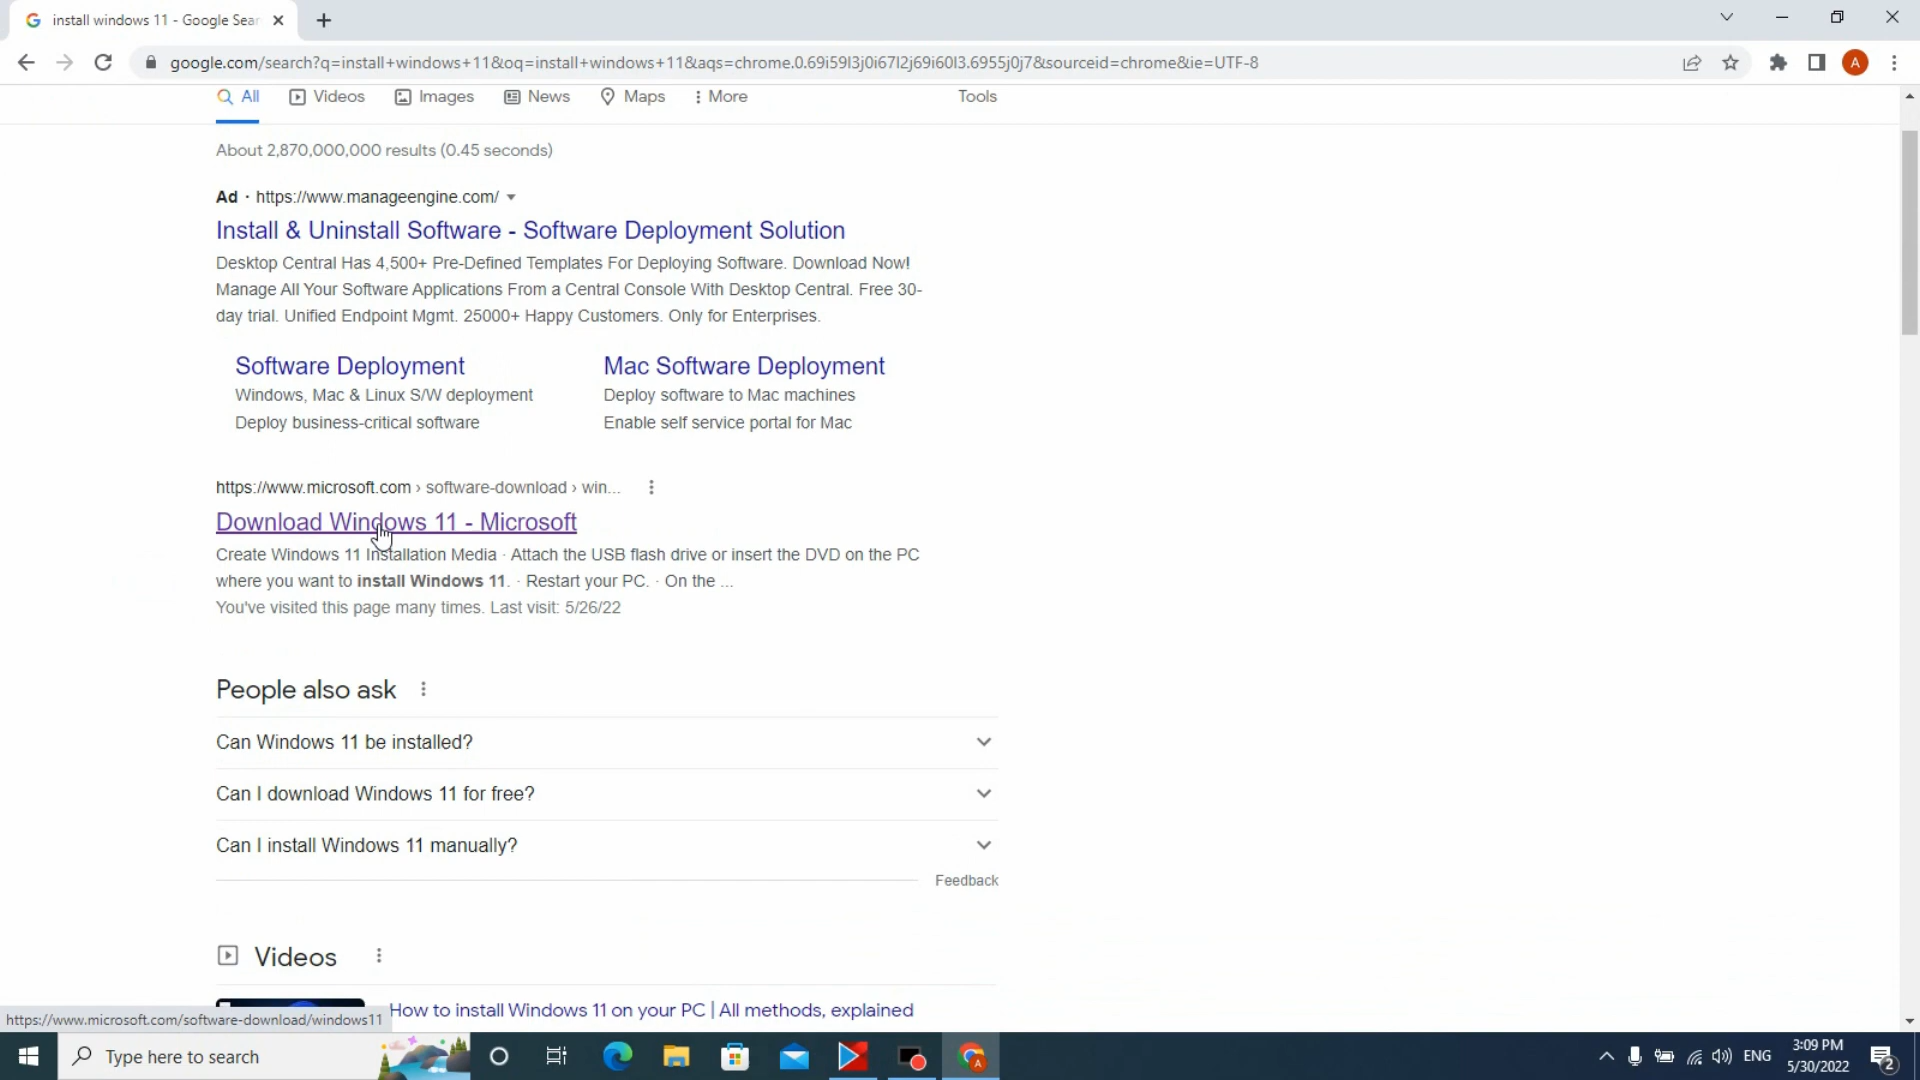 install windows 11 - Google Sear
google.com/search?q=install+windows+11&oq=install+windows+11&aqs=chrome.0.69i59l3j0i67l2j69i60l3.6955j0j7&sourceid=chrome&ie=UTF-8
A
All
Videos
Images
News
Maps
More
Tools
About 2,870,000,000 results (0.45 seconds)
Ad · https://www.manageengine.com/
Install & Uninstall Software - Software Deployment Solution
Desktop Central Has 4,500+ Pre-Defined Templates For Deploying Software. Download Now!
Manage All Your Software Applications From a Central Console With Desktop Central. Free 30-
day trial. Unified Endpoint Mgmt. 25000+ Happy Customers. Only for Enterprises.
Software Deployment
Windows, Mac & Linux S/W deployment
Deploy business-critical software
Mac Software Deployment
Deploy software to Mac machines
Enable self service portal for Mac
https://www.microsoft.com › software-download › win...
Download Windows 11 - Microsoft
Create Windows 11 Installation Media · Attach the USB flash drive or insert the DVD on the PC
where you want to install Windows 11. · Restart your PC. · On the ...
You've visited this page many times. Last visit: 5/26/22
People also ask
Can Windows 11 be installed?
Can I download Windows 11 for free?
Can I install Windows 11 manually?
Feedback
Videos
How to install Windows 11 on your PC | All methods, explained
https://www.microsoft.com/software-download/windows11
Type here to search
A
ENG
3:09 PM
5/30/2022
2